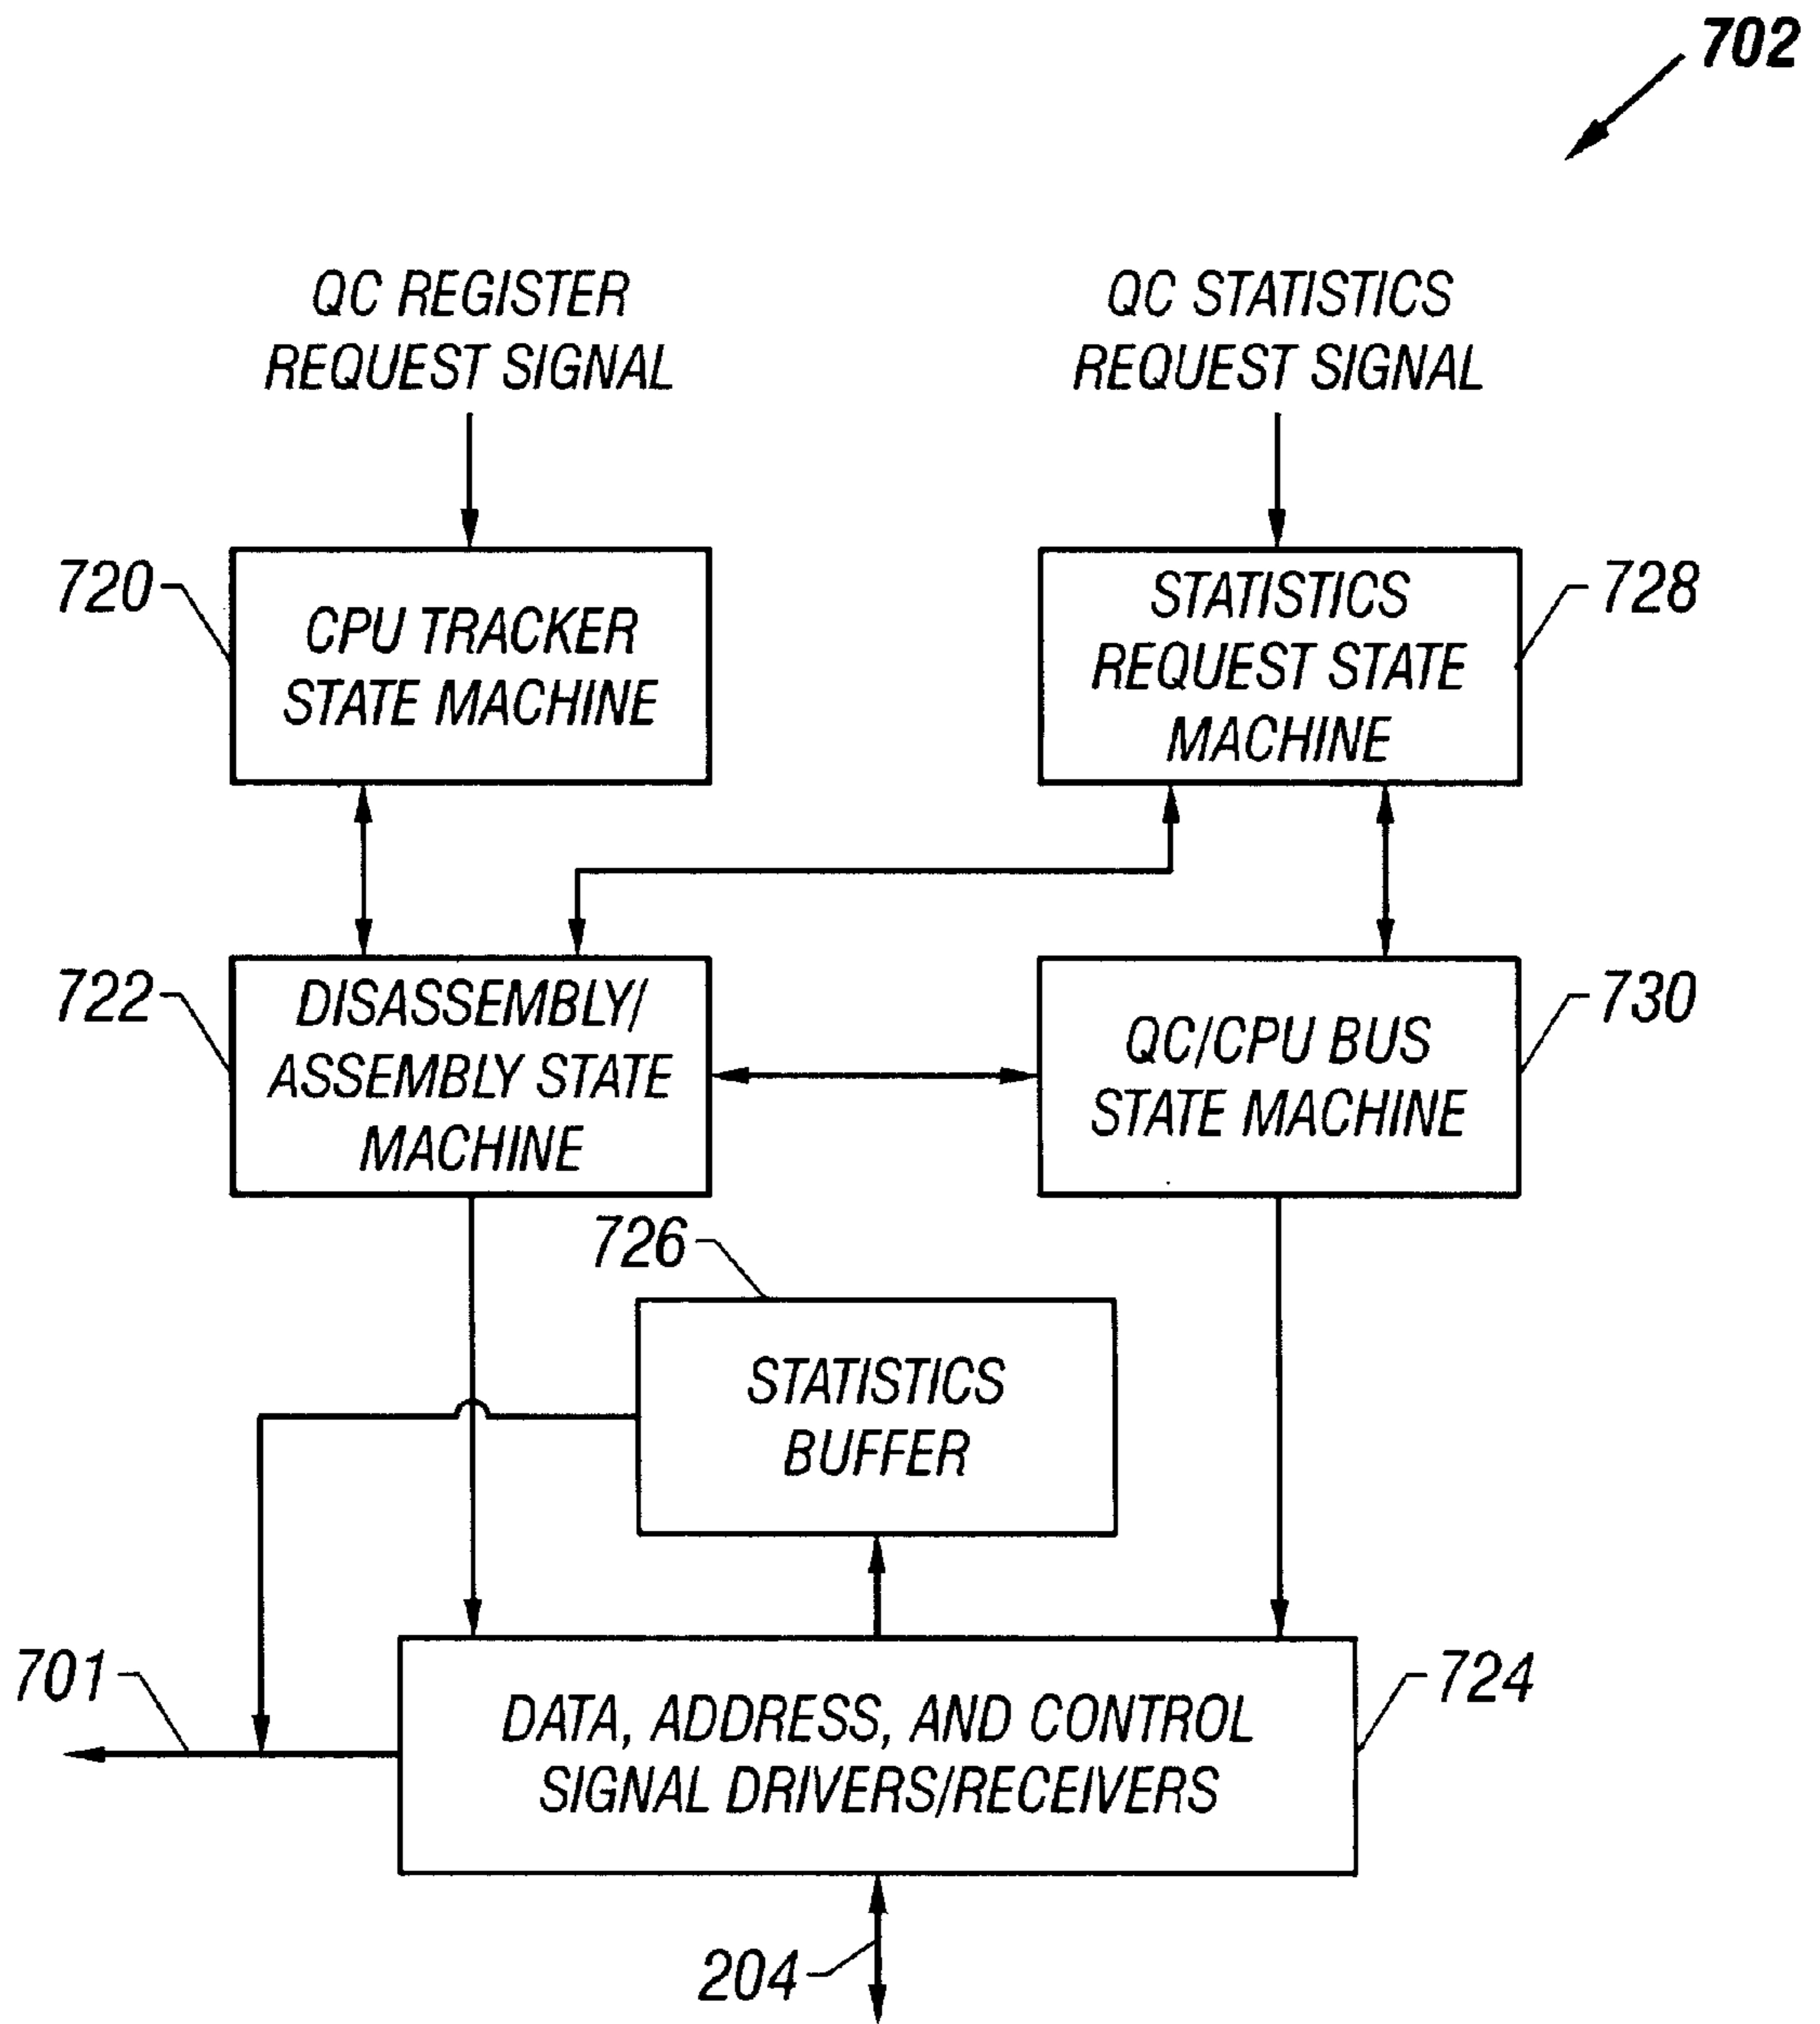 702
QC REGISTER
REQUEST SIGNAL
QC STATISTICS
REQUEST SIGNAL
720
CPU TRACKER
STATE MACHINE
STATISTICS
REQUEST STATE
MACHINE
728
722
DISASSEMBLY/
ASSEMBLY STATE
MACHINE
QC/CPU BUS
STATE MACHINE
730
726
STATISTICS
BUFFER
701
DATA, ADDRESS, AND CONTROL
SIGNAL DRIVERS/RECEIVERS
724
204